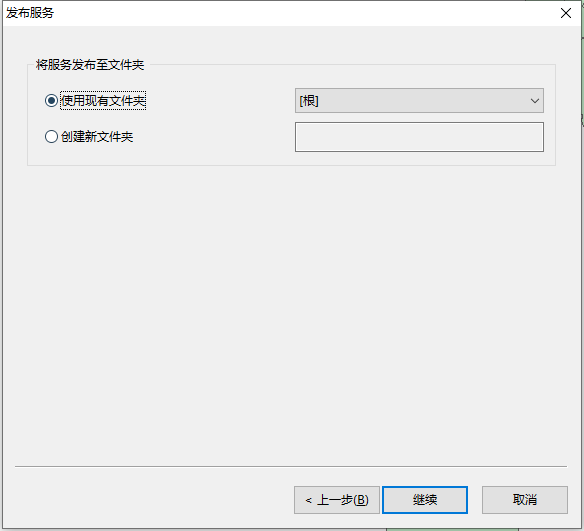 发布服务
将服务发布至文件夹
使用现有文件夹
[根]
创建新文件夹
< 上一步(B)
继续
取消